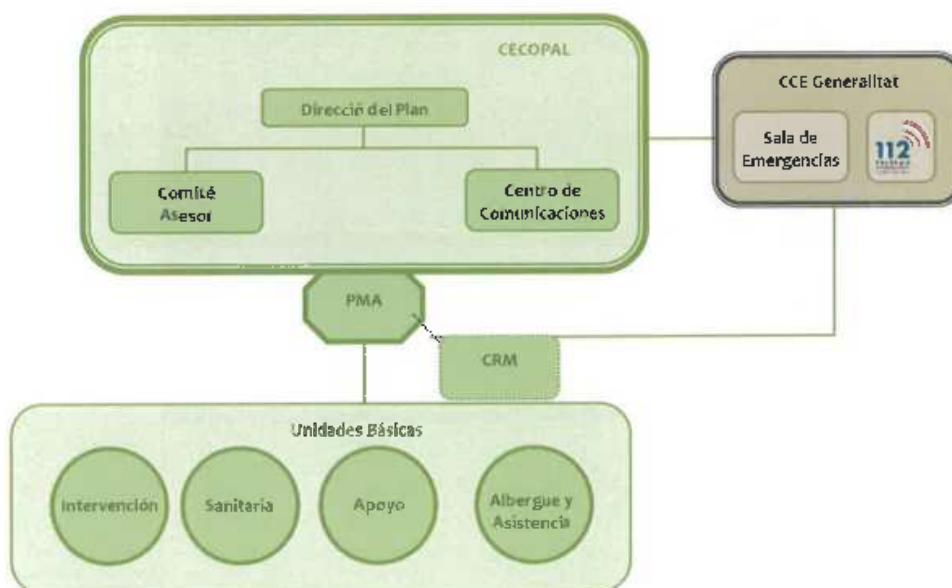 CECOPAL
Direcció del Plan
Comité
Asesor
Centro de
Comunicaciones
CCE Generalitat
Sala de
Emergencias
112
PMA
CRM
Unidades Básicas
Intervención
Sanitaria
Apoyo
Albergue y
Asistencia